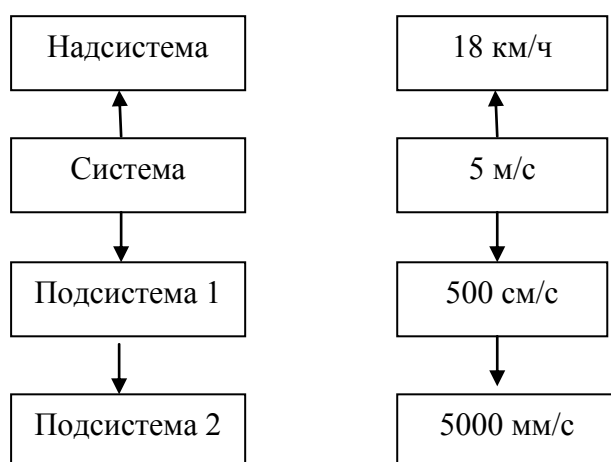 Надсистема
18 км/ч
Система
5 м/с
Подсистема 1
500 см/с
Подсистема 2
5000 мм/с